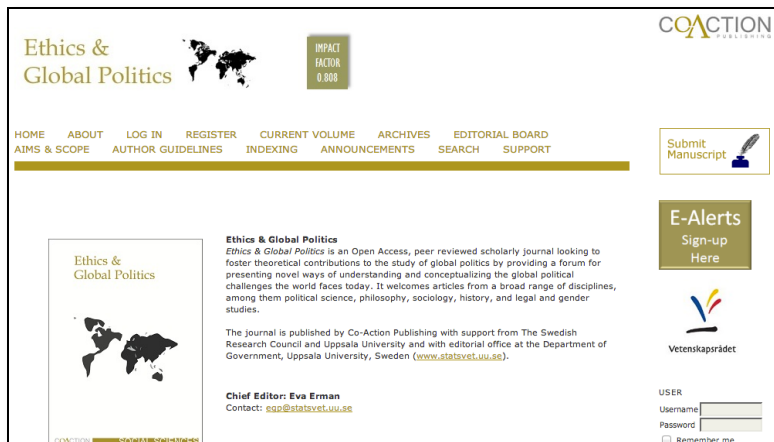 COACTION
PUBLISHING
Ethics &
Global Politics
IMPACT
FACTOR
0.808
HOME ABOUT LOG IN REGISTER CURRENT VOLUME ARCHIVES EDITORIAL BOARD
AIMS & SCOPE AUTHOR GUIDELINES INDEXING ANNOUNCEMENTS SEARCH SUPPORT
Submit
Manuscript
E-Alerts
Sign-up
Here
Vetenskapsrådet
Ethics &
Global Politics
COACTION SOCIAL SCIENCES
Ethics & Global Politics
Ethics & Global Politics is an Open Access, peer reviewed scholarly journal looking to
foster theoretical contributions to the study of global politics by providing a forum for
presenting novel ways of understanding and conceptualizing the global political
challenges the world faces today. It welcomes articles from a broad range of disciplines,
among them political science, philosophy, sociology, history, and legal and gender
studies.
The journal is published by Co-Action Publishing with support from The Swedish
Research Council and Uppsala University and with editorial office at the Department of
Government, Uppsala University, Sweden (www.statsvet.uu.se).
Chief Editor: Eva Erman
Contact: egp@statsvet.uu.se
USER
Username
Password
Remember me